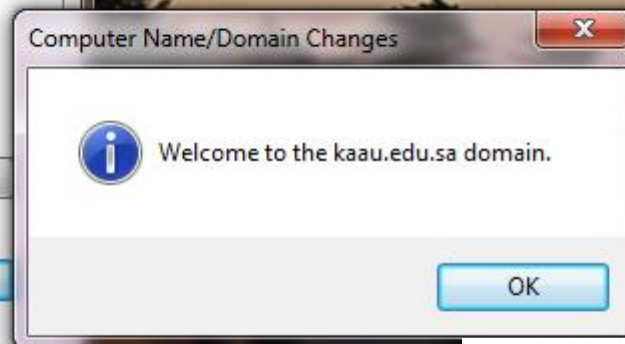 Computer Name/Domain Changes
Welcome to the kaau.edu.sa domain.
OK